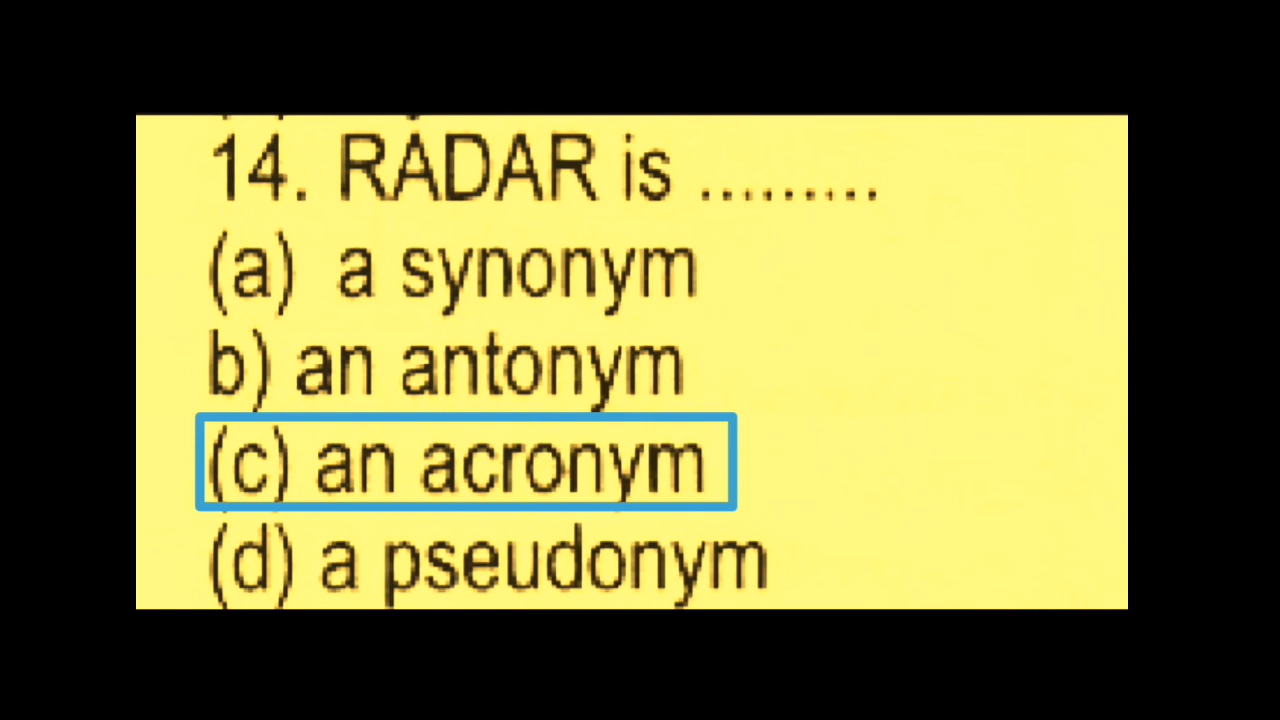 14. RADAR is .........
(a) a synonym
b) an antonym
(c) an acronym
(d) a pseudonym